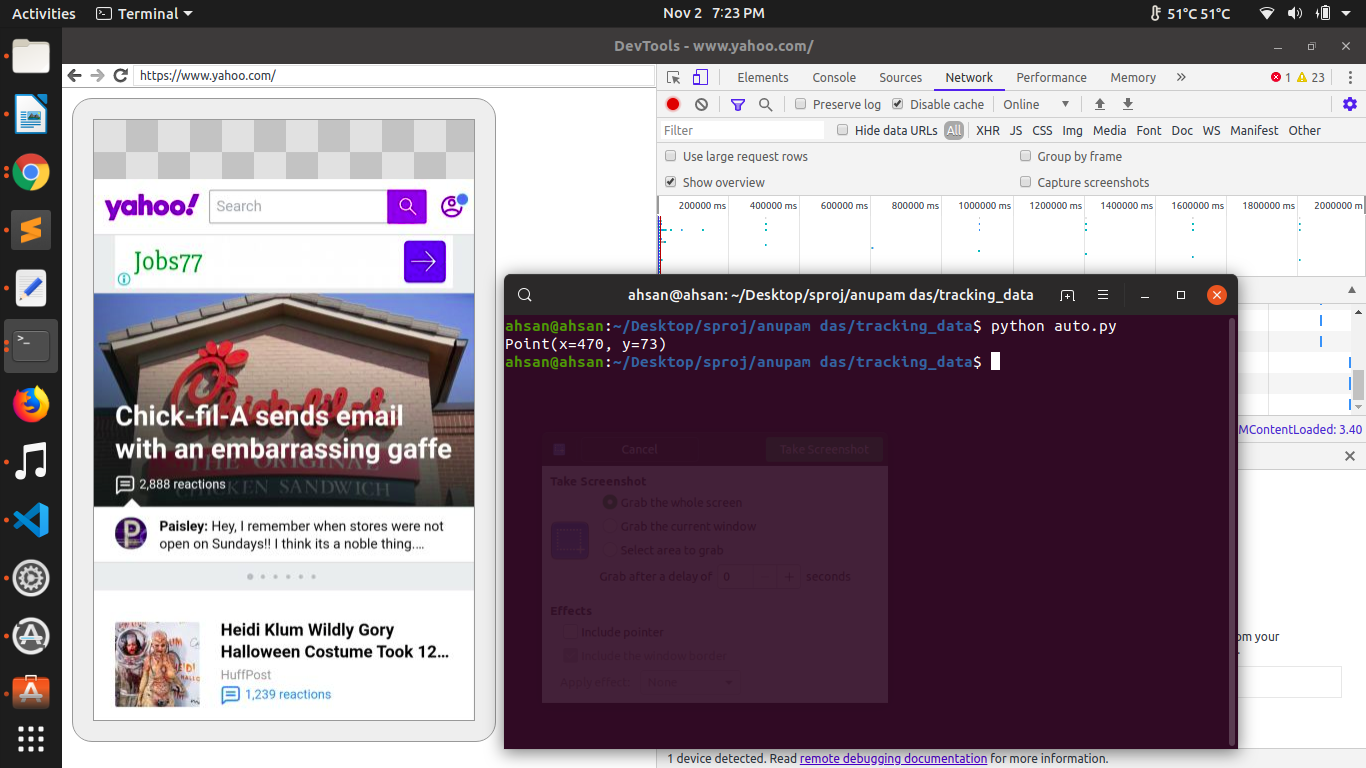 Activities Terminal Nov 2 7:23 PM 51°C 51°C
DevTools - www.yahoo.com/
https://www.yahoo.com/
Elements Console Sources Network Performance Memory » 1 23
Preserve log Disable cache Online
Filter Hide data URLs All XHR JS CSS Img Media Font Doc WS Manifest Other
Use large request rows Group by frame
Show overview Capture screenshots
200000 ms 400000 ms 600000 ms 800000 ms 1000000 ms 1200000 ms 1400000 ms 1600000 ms 1800000 ms 2000000 m
yahoo! Search
Jobs77
Chick-fil-A sends email
with an embarrassing gaffe
THE ORIGINAL
CHICKEN SANDWICH
2,888 reactions
P
Paisley: Hey, I remember when stores were not
open on Sundays!! I think its a noble thing....
Heidi Klum Wildly Gory
Halloween Costume Took 12...
HuffPost
1,239 reactions
ahsan@ahsan: ~/Desktop/sproj/anupam das/tracking_data
ahsan@ahsan:~/Desktop/sproj/anupam das/tracking_data$ python auto.py
Point(x=470, y=73)
ahsan@ahsan:~/Desktop/sproj/anupam das/tracking_data$
Cancel Take Screenshot
Take Screenshot
Grab the whole screen
Grab the current window
Select area to grab
Grab after a delay of 0 - + seconds
Effects
Include pointer
Include the window border
Apply effect: None
MContentLoaded: 3.40
om your
1 device detected. Read remote debugging documentation for more information.